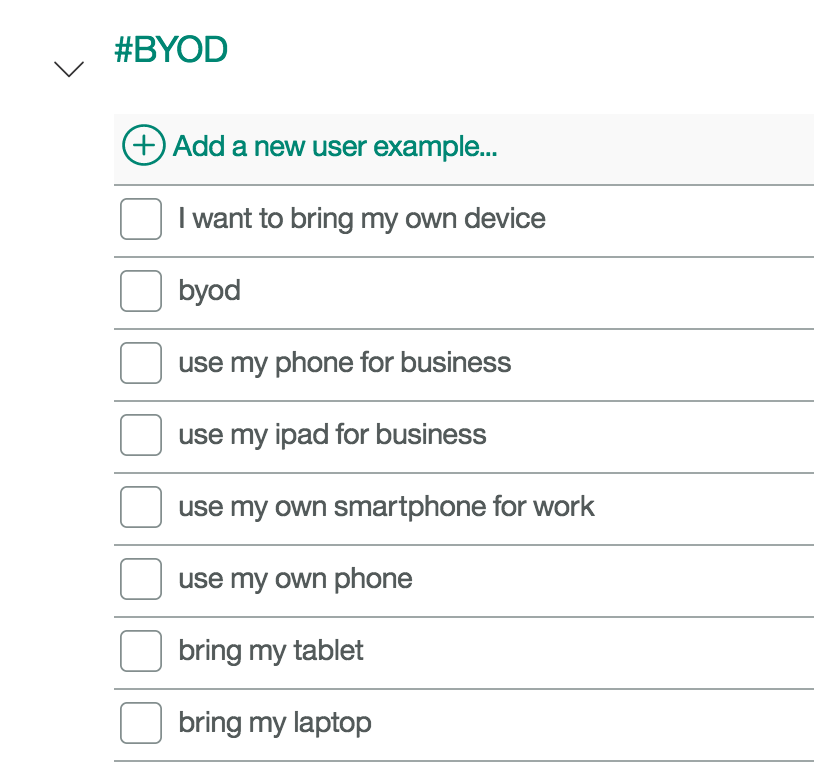 #BYOD
Add a new user example...
I want to bring my own device
byod
use my phone for business
use my ipad for business
use my own smartphone for work
use my own phone
bring my tablet
bring my laptop